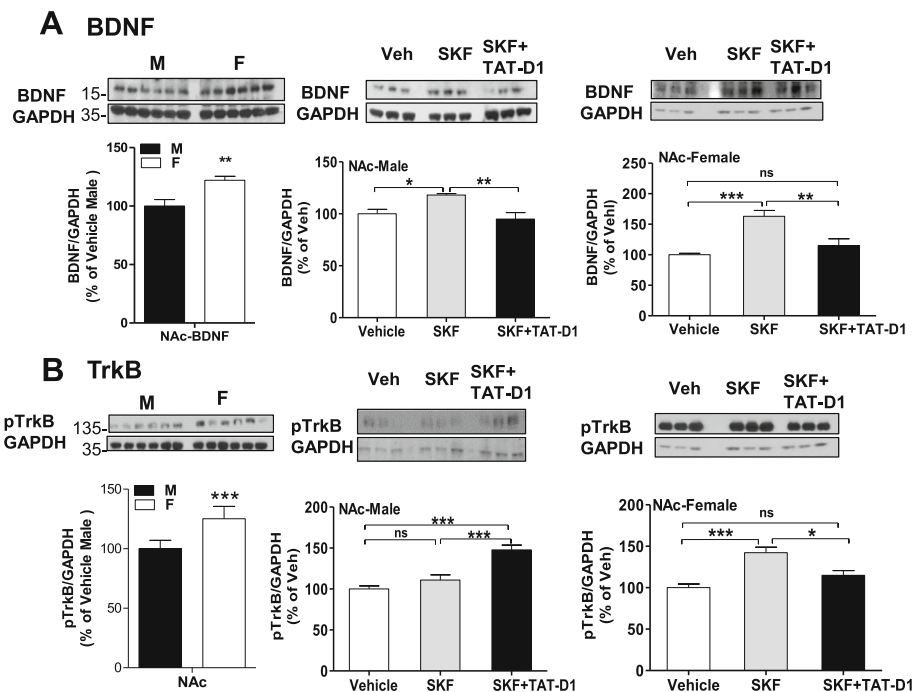 A BDNF
M F
BDNF 15-
GAPDH 35-
Veh SKF SKF+
TAT-D1
BDNF
GAPDH
Veh SKF SKF+
TAT-D1
BDNF
GAPDH
M
F
**
150
100
50
0
BDNF/GAPDH
(% of Vehicle Male)
NAc-BDNF
NAc-Male
* **
150
100
50
0
BDNF/GAPDH
(% of Veh)
Vehicle SKF SKF+TAT-D1
NAc-Female
ns
*** **
250
200
150
100
50
0
BDNF/GAPDH
(% of Vehl)
Vehicle SKF SKF+TAT-D1
B TrkB
M F
pTrkB 135-
GAPDH 35-
Veh SKF SKF+
TAT-D1
pTrkB
GAPDH
Veh SKF SKF+
TAT-D1
pTrkB
GAPDH
M
F
***
150
100
50
0
pTrkB/GAPDH
(% of Vehicle Male)
NAc
NAc-Male
***
ns ***
200
150
100
50
0
pTrkB/GAPDH
(% of Veh)
Vehicle SKF SKF+TAT-D1
NAc-Female
ns
*** *
200
150
100
50
0
pTrkB/GAPDH
(% of Veh)
Vehicle SKF SKF+TAT-D1